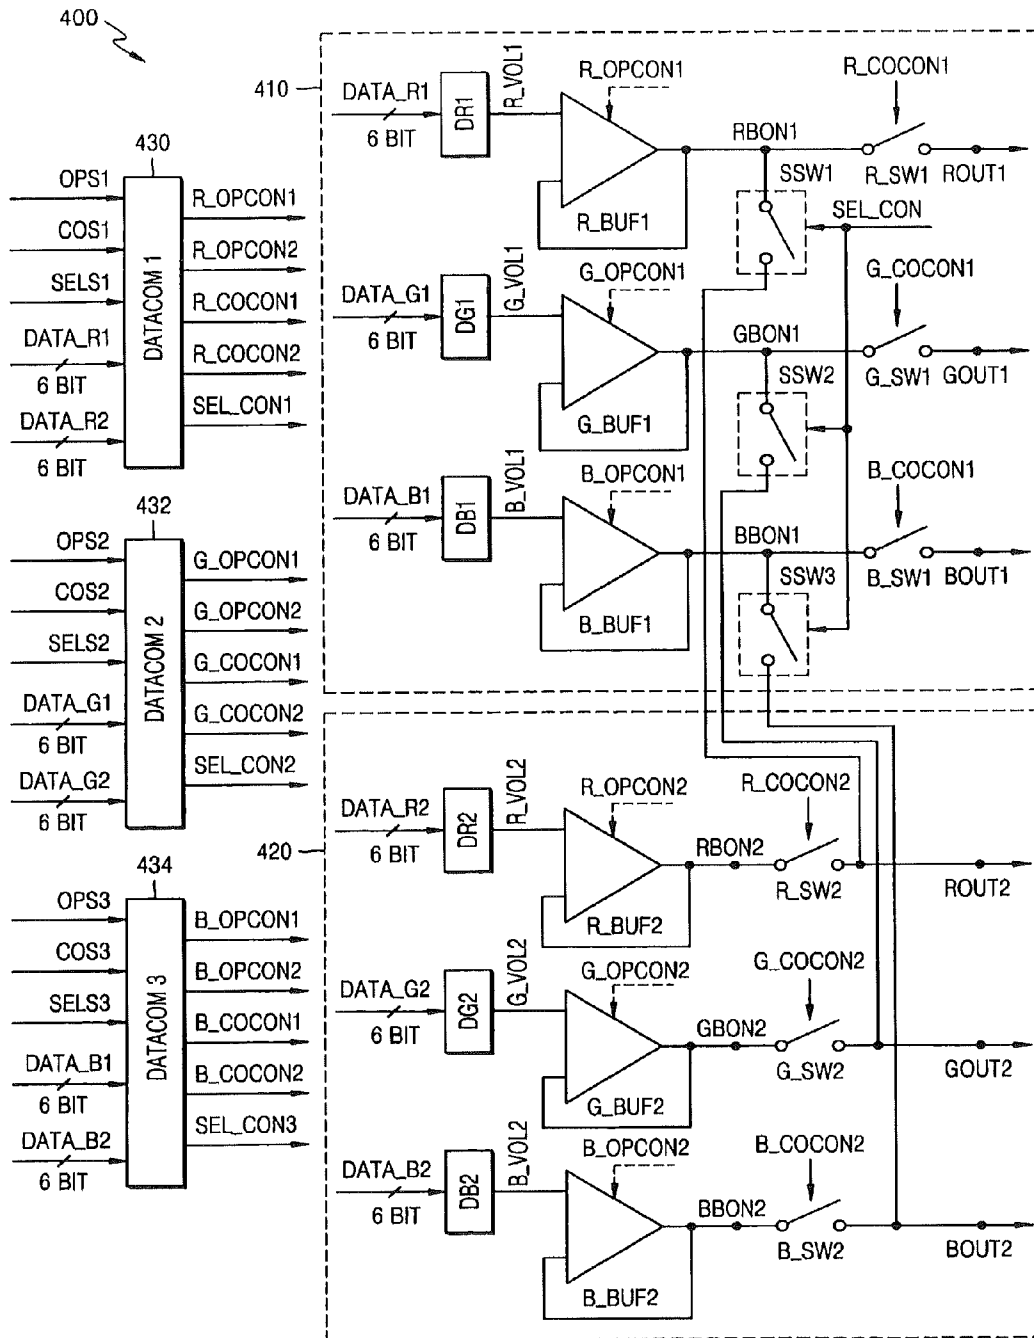 400
430
OPS1
COS1
SELS1
DATA_R1
6 BIT
DATA_R2
6 BIT
DATACOM 1
R_OPCON1
R_OPCON2
R_COCON1
R_COCON2
SEL_CON1
432
OPS2
COS2
SELS2
DATA_G1
6 BIT
DATA_G2
6 BIT
DATACOM 2
G_OPCON1
G_OPCON2
G_COCON1
G_COCON2
SEL_CON2
434
OPS3
COS3
SELS3
DATA_B1
6 BIT
DATA_B2
6 BIT
DATACOM 3
B_OPCON1
B_OPCON2
B_COCON1
B_COCON2
SEL_CON3
410
DATA_R1
6 BIT
DR1
R_VOL1
R_OPCON1
R_BUF1
RBON1
SSW1
R_COCON1
R_SW1
ROUT1
SEL_CON
DATA_G1
6 BIT
DG1
G_VOL1
G_OPCON1
G_BUF1
GBON1
SSW2
G_COCON1
G_SW1
GOUT1
DATA_B1
6 BIT
DB1
B_VOL1
B_OPCON1
B_BUF1
BBON1
SSW3
B_COCON1
B_SW1
BOUT1
420
DATA_R2
6 BIT
DR2
R_VOL2
R_OPCON2
R_BUF2
RBON2
R_COCON2
R_SW2
ROUT2
DATA_G2
6 BIT
DG2
G_VOL2
G_OPCON2
G_BUF2
GBON2
G_COCON2
G_SW2
GOUT2
DATA_B2
6 BIT
DB2
B_VOL2
B_OPCON2
B_BUF2
BBON2
B_COCON2
B_SW2
BOUT2